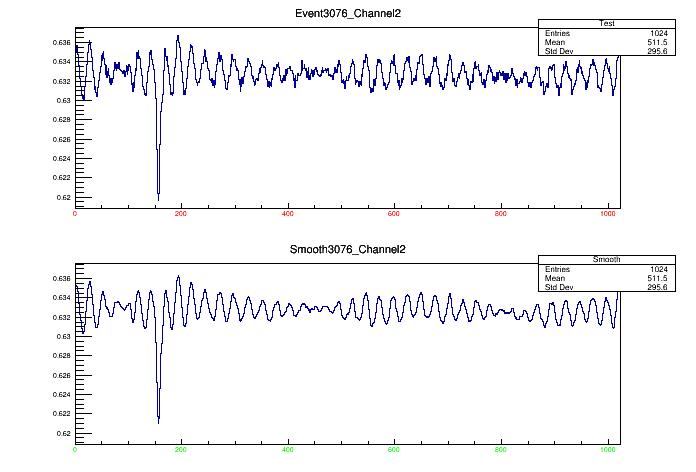 Event3076_Channel2
Test
Entries 1024
Mean 511.5
Std Dev 295.6
0.636
0.634
0.632
0.63
0.628
0.626
0.624
0.622
0.62
0 200 400 600 800 1000
Smooth3076_Channel2
Smooth
Entries 1024
Mean 511.5
Std Dev 295.6
0.636
0.634
0.632
0.63
0.628
0.626
0.624
0.622
0.62
0 200 400 600 800 1000